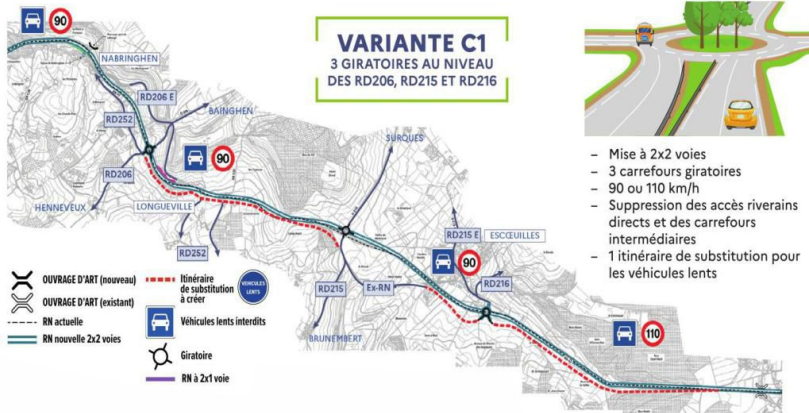 90
NABRINGHEN
VARIANTE C1
3 GIRATOIRES AU NIVEAU
DES RD206, RD215 ET RD216
RD206 E
BAINGHEN
RD252
SURQUES
90
RD206
HENNEVEUX
LONGUEVILLE
RD252
RD215 E
ESCŒUILLES
90
RD216
RD215
Ex-RN
BRUNEMBERT
110
- Mise à 2x2 voies
- 3 carrefours giratoires
- 90 ou 110 km/h
- Suppression des accès riverains
directs et des carrefours
intermédiaires
- 1 itinéraire de substitution pour
les véhicules lents
OUVRAGE D'ART (nouveau)
OUVRAGE D'ART (existant)
RN actuelle
RN nouvelle 2x2 voies
Itinéraire
de substitution
à créer
VEHICULES
LENTS
Véhicules lents interdits
Giratoire
RN à 2x1 voie